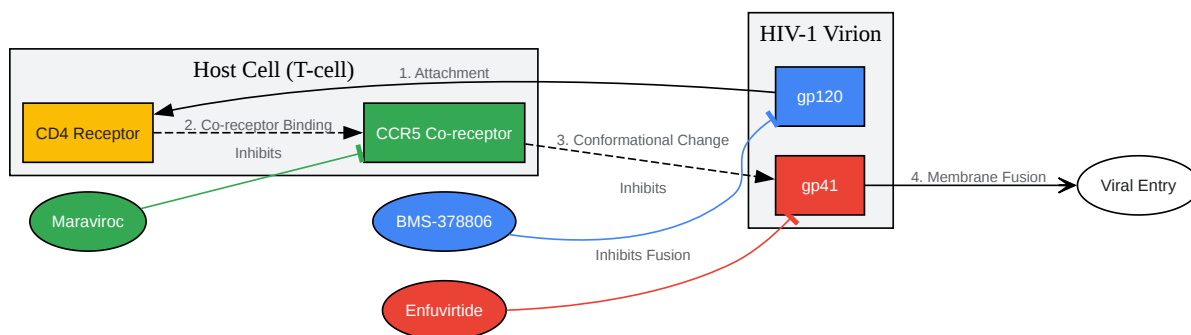 HIV-1 Virion
Host Cell (T-cell)
1. Attachment
gp120
CD4 Receptor
2. Co-receptor Binding
CCR5 Co-receptor
3. Conformational Change
Inhibits
Inhibits
gp41
4. Membrane Fusion
Viral Entry
Maraviroc
BMS-378806
Inhibits Fusion
Enfuvirtide